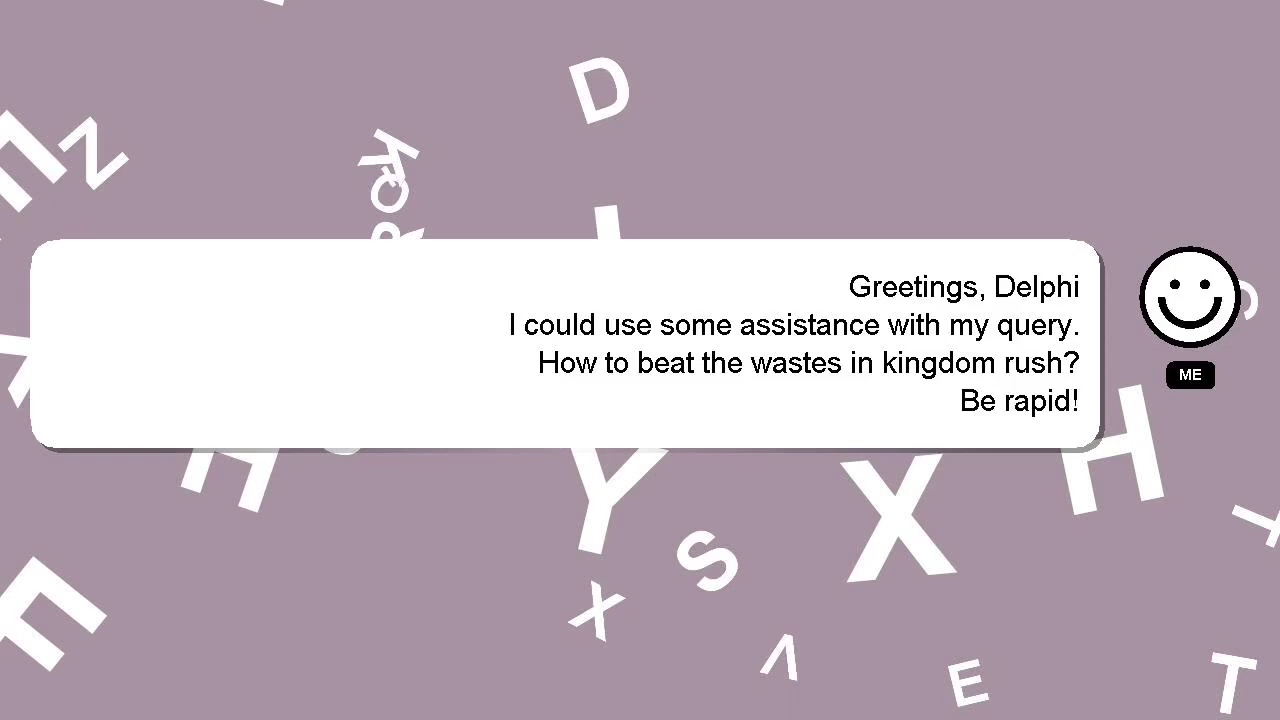 Greetings, Delphi
I could use some assistance with my query.
How to beat the wastes in kingdom rush?
Be rapid!
ME